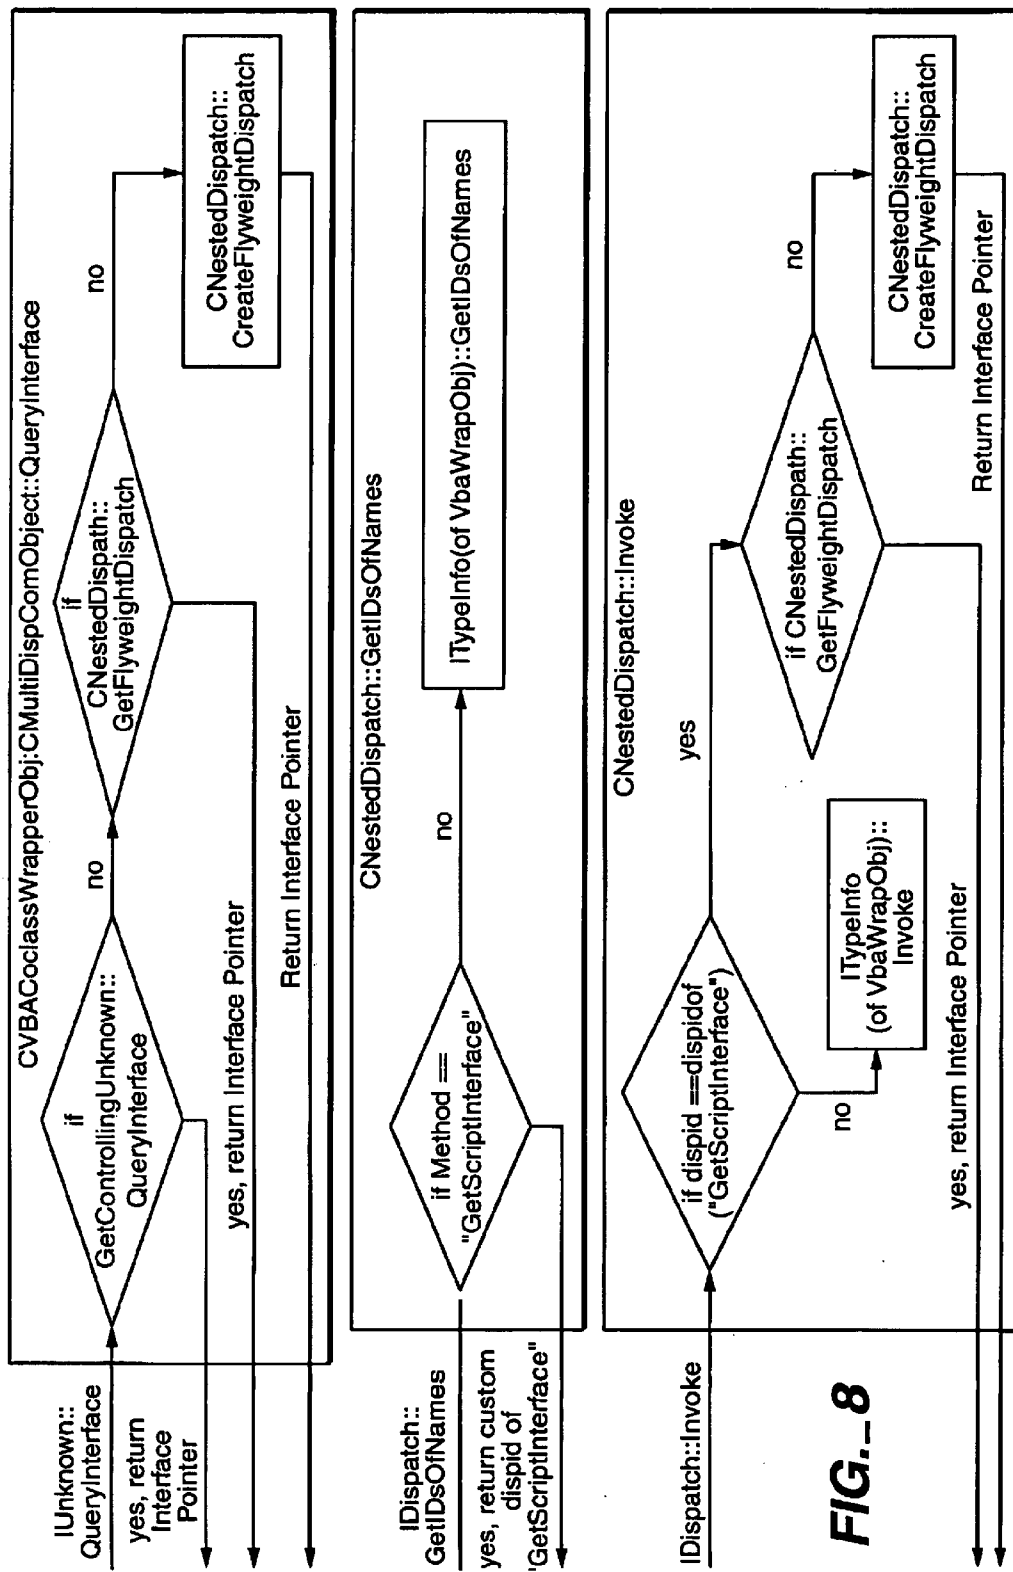 CVBACoclassWrapperObj:CMultiDispComObject::QueryInterface
IUnknown::
QueryInterface
if
GetControllingUnknown::
QueryInterface
no
if
CNestedDispath::
GetFlyweightDispatch
no
CNestedDispatch::
CreateFlyweightDispatch
yes, return
Interface
Pointer
yes, return Interface Pointer
Return Interface Pointer
CNestedDispatch::GetIDsOfNames
IDispatch::
GetIDsOfNames
if Method ==
"GetScriptInterface"
no
ITypeInfo(of VbaWrapObj)::GetIDsOfNames
yes, return custom
dispid of
"GetScriptInterface"
CNestedDispatch::Invoke
IDispatch::Invoke
if dispid ==dispidof
("GetScriptInterface")
yes
if CNestedDispath::
GetFlyweightDispatch
no
CNestedDispatch::
CreateFlyweightDispatch
no
ITypeInfo
(of VbaWrapObj)::
Invoke
yes, return Interface Pointer
Return Interface Pointer
FIG._8